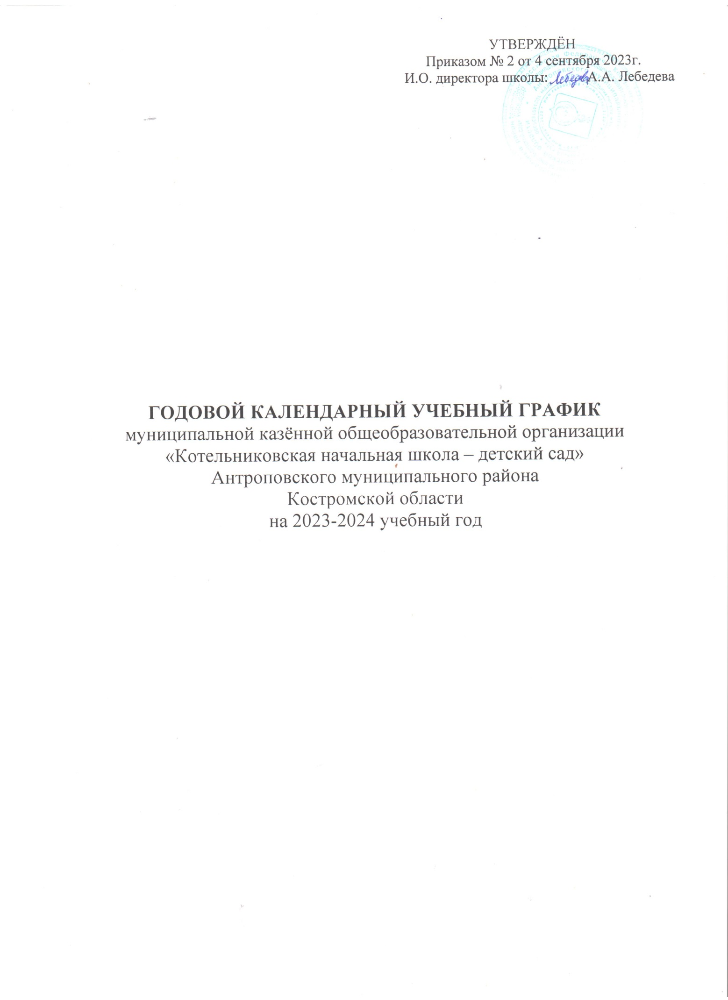 УТВЕРЖДЁН
Приказом № 2 от 4 сентября 2023г.
И.О. директора школы: Лебедева А.А. Лебедева
ГОДОВОЙ КАЛЕНДАРНЫЙ УЧЕБНЫЙ ГРАФИК
муниципальной казённой общеобразовательной организации
«Котельниковская начальная школа – детский сад»
Антроповского муниципального района
Костромской области
на 2023-2024 учебный год